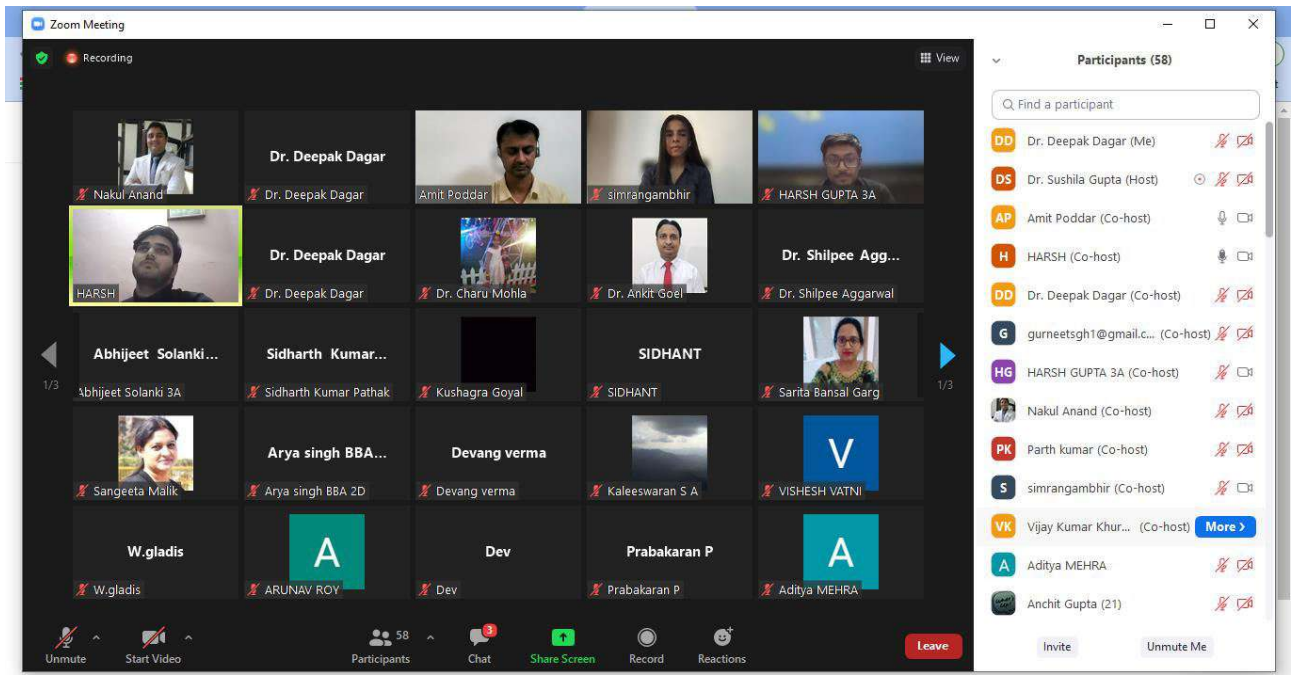 Zoom Meeting
Recording
View
Nakul Anand
Dr. Deepak Dagar
Dr. Deepak Dagar
Amit Poddar
simrangambhir
HARSH GUPTA 3A
HARSH
Dr. Deepak Dagar
Dr. Deepak Dagar
Dr. Charu Mohla
Dr. Ankit Goel
Dr. Shilpee Agg...
Dr. Shilpee Aggarwal
1/3
Abhijeet Solanki...
Abhijeet Solanki 3A
Sidharth Kumar...
Sidharth Kumar Pathak
Kushagra Goyal
SIDHANT
SIDHANT
Sarita Bansal Garg
1/3
Sangeeta Malik
Arya singh BBA...
Arya singh BBA 2D
Devang verma
Devang verma
Kaleeswaran S A
V
VISHESH VATNI
W.gladis
W.gladis
A
ARUNAV ROY
Dev
Dev
Prabakaran P
Prabakaran P
A
Aditya MEHRA
Unmute
Start Video
58
Participants
3
Chat
Share Screen
Record
Reactions
Leave
Participants (58)
Find a participant
DD Dr. Deepak Dagar (Me)
DS Dr. Sushila Gupta (Host)
AP Amit Poddar (Co-host)
H HARSH (Co-host)
DD Dr. Deepak Dagar (Co-host)
G gurneetsgh1@gmail.c... (Co-host)
HG HARSH GUPTA 3A (Co-host)
Nakul Anand (Co-host)
PK Parth kumar (Co-host)
S simrangambhir (Co-host)
VK Vijay Kumar Khur... (Co-host) More >
A Aditya MEHRA
Anchit Gupta (21)
Invite
Unmute Me